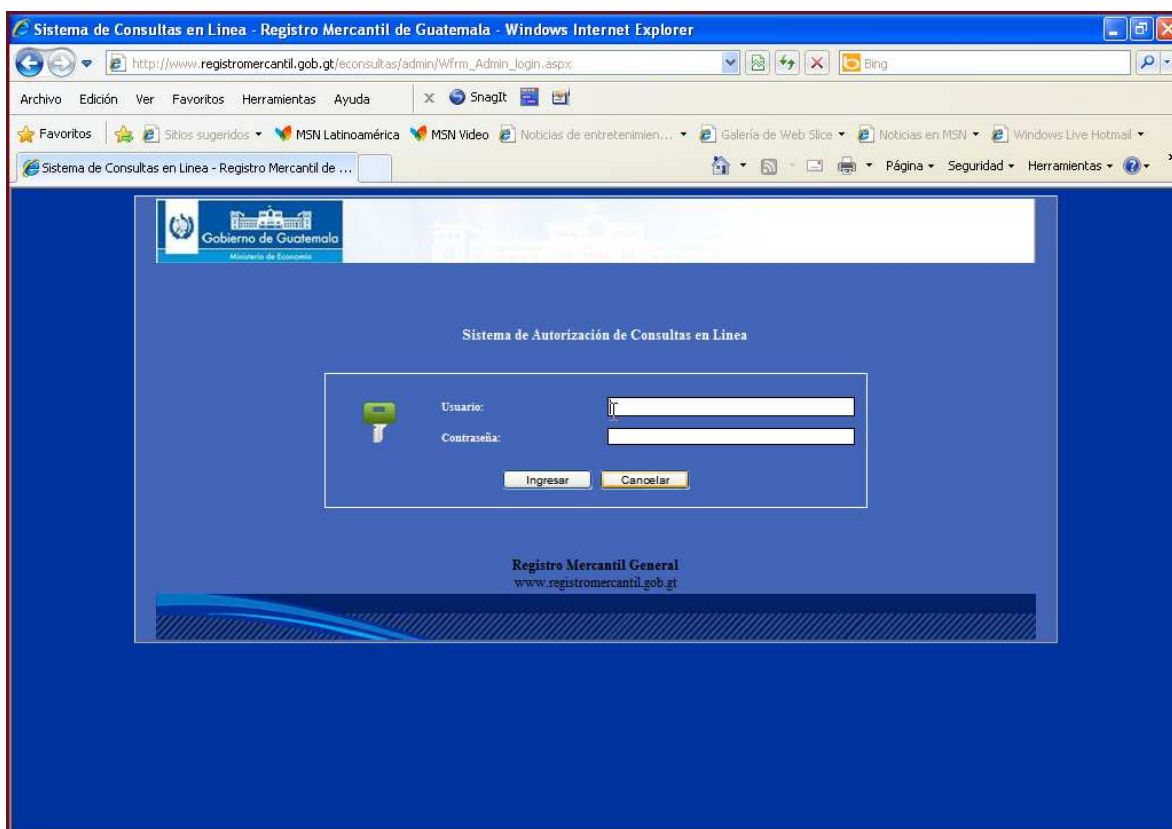 Sistema de Consultas en Linea - Registro Mercantil de Guatemala - Windows Internet Explorer
http://www.registromercantil.gob.gt/econsultas/admin/Wfrm_Admin_login.aspx
Bing
Archivo Edición Ver Favoritos Herramientas Ayuda x SnagIt
Favoritos Sitios sugeridos MSN Latinoamérica MSN Video Noticias de entretenimien... Galería de Web Slice Noticias en MSN Windows Live Hotmail
Sistema de Consultas en Linea - Registro Mercantil de ... Página Seguridad Herramientas
Gobierno de Guatemala
Ministerio de Economía
Sistema de Autorización de Consultas en Línea
Usuario:
Contraseña:
Ingresar Cancelar
Registro Mercantil General
www.registromercantil.gob.gt